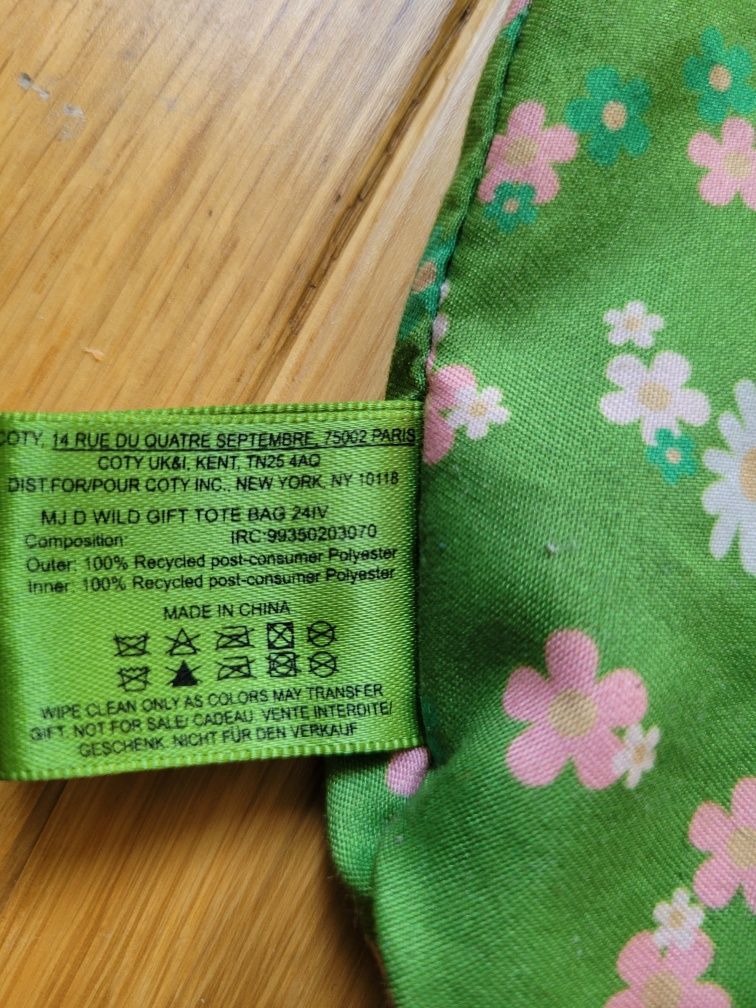 COTY, 14 RUE DU QUATRE SEPTEMBRE, 75002 PARIS
COTY UK&I, KENT, TN25 4AQ
DIST.FOR/POUR COTY INC., NEW YORK, NY 10118
MJ D WILD GIFT TOTE BAG 24IV
Composition: IRC:99350203070
Outer: 100% Recycled post-consumer Polyester
Inner: 100% Recycled post-consumer Polyester
MADE IN CHINA
WIPE CLEAN ONLY AS COLORS MAY TRANSFER
GIFT. NOT FOR SALE/ CADEAU. VENTE INTERDITE/
GESCHENK. NICHT FÜR DEN VERKAUF